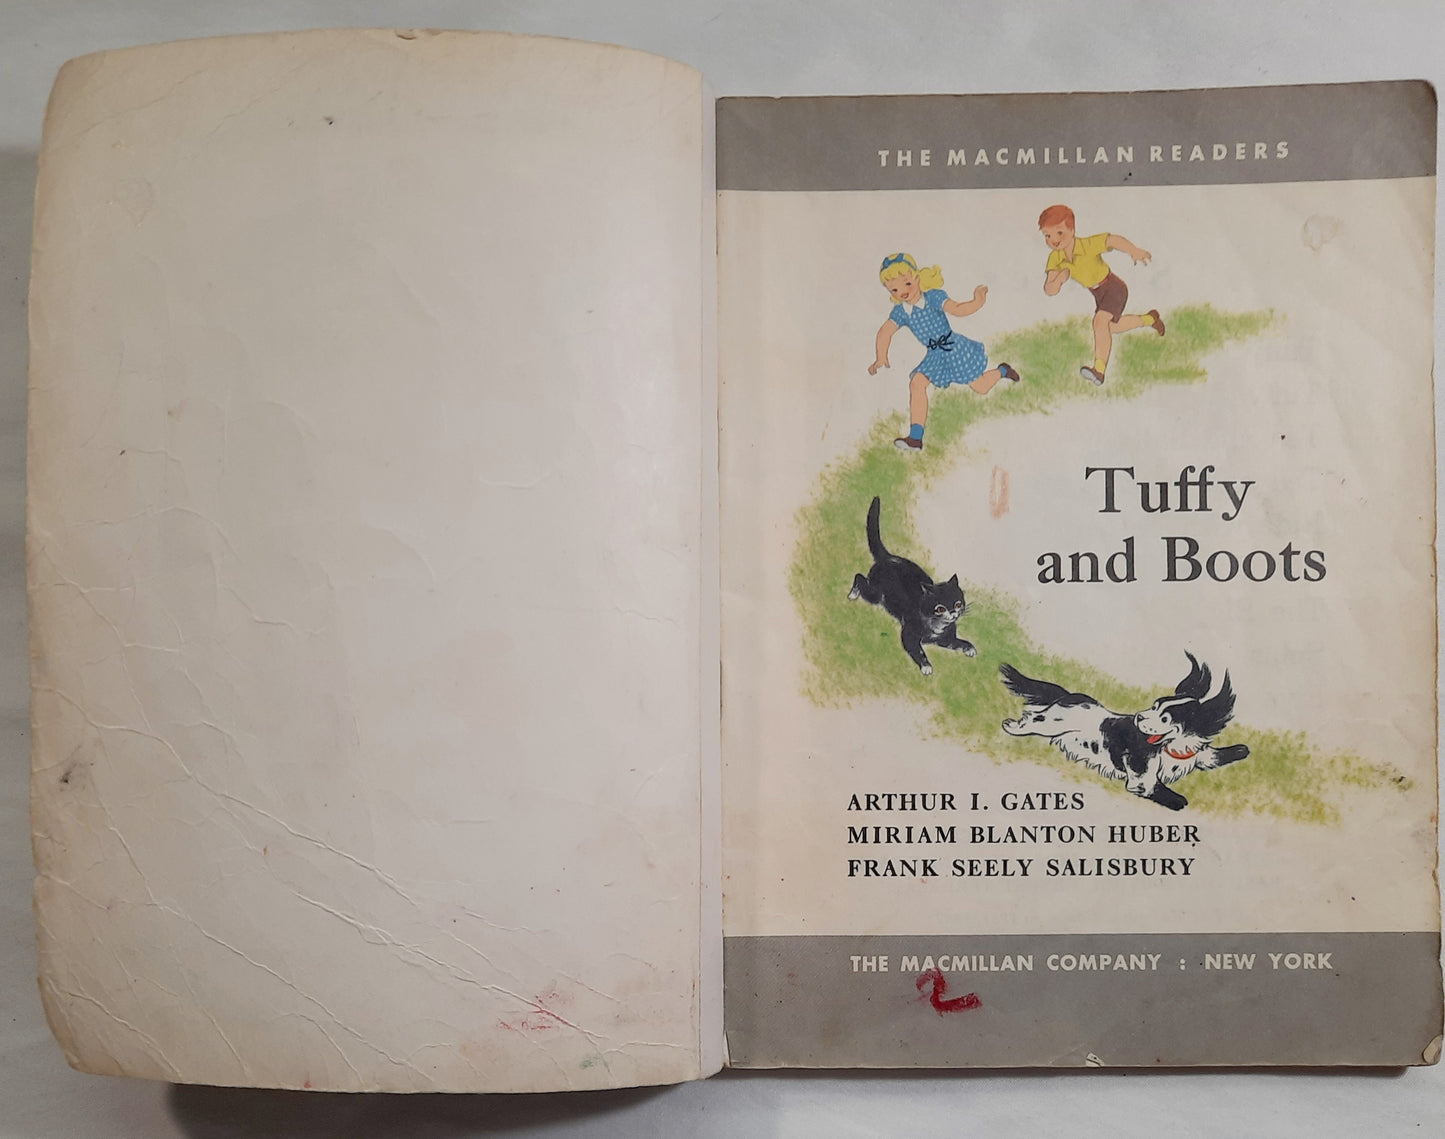 THE MACMILLAN READERS
Tuffy
and Boots
ARTHUR I. GATES
MIRIAM BLANTON HUBER
FRANK SEELY SALISBURY
THE MACMILLAN COMPANY : NEW YORK
2